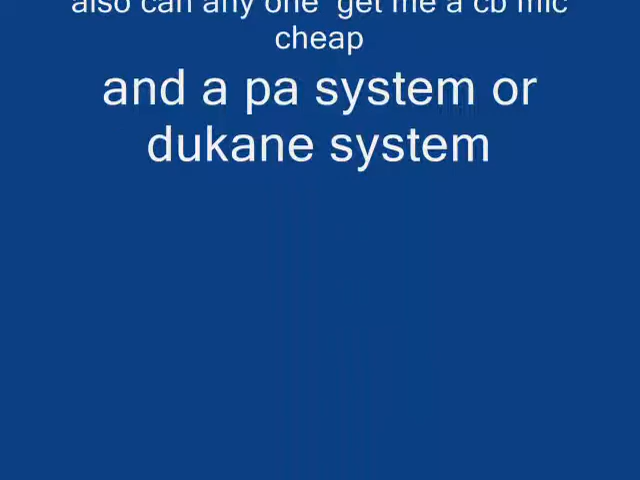 also can any one  get me a cb mic
cheap
and a pa system or
dukane system